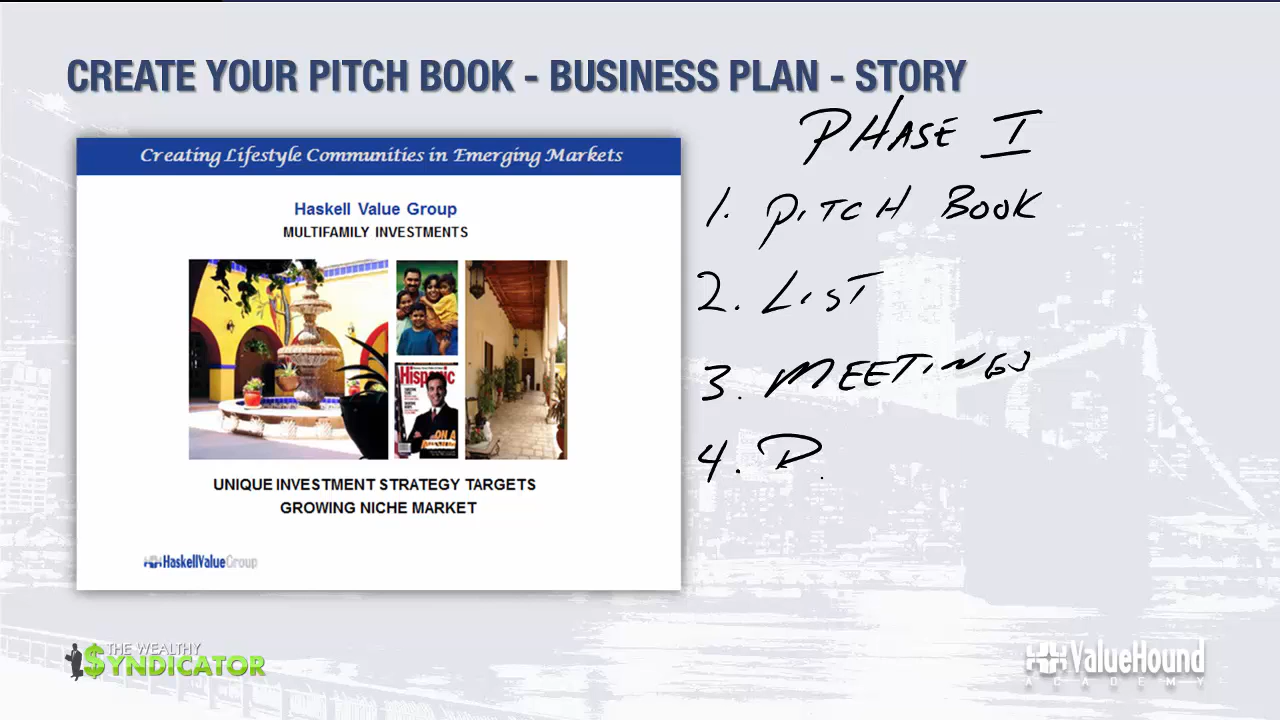 CREATE YOUR PITCH BOOK - BUSINESS PLAN - STORY
Creating Lifestyle Communities in Emerging Markets
Haskell Value Group
MULTIFAMILY INVESTMENTS
Hispanic
ON A
UNIQUE INVESTMENT STRATEGY TARGETS
GROWING NICHE MARKET
HaskellValueGroup
PHASE I
1. PITCH BOOK
2. LIST
3. MEETINGS
4. P
THE WEALTHY
$YNDICATOR
ValueHound
ACADEMY